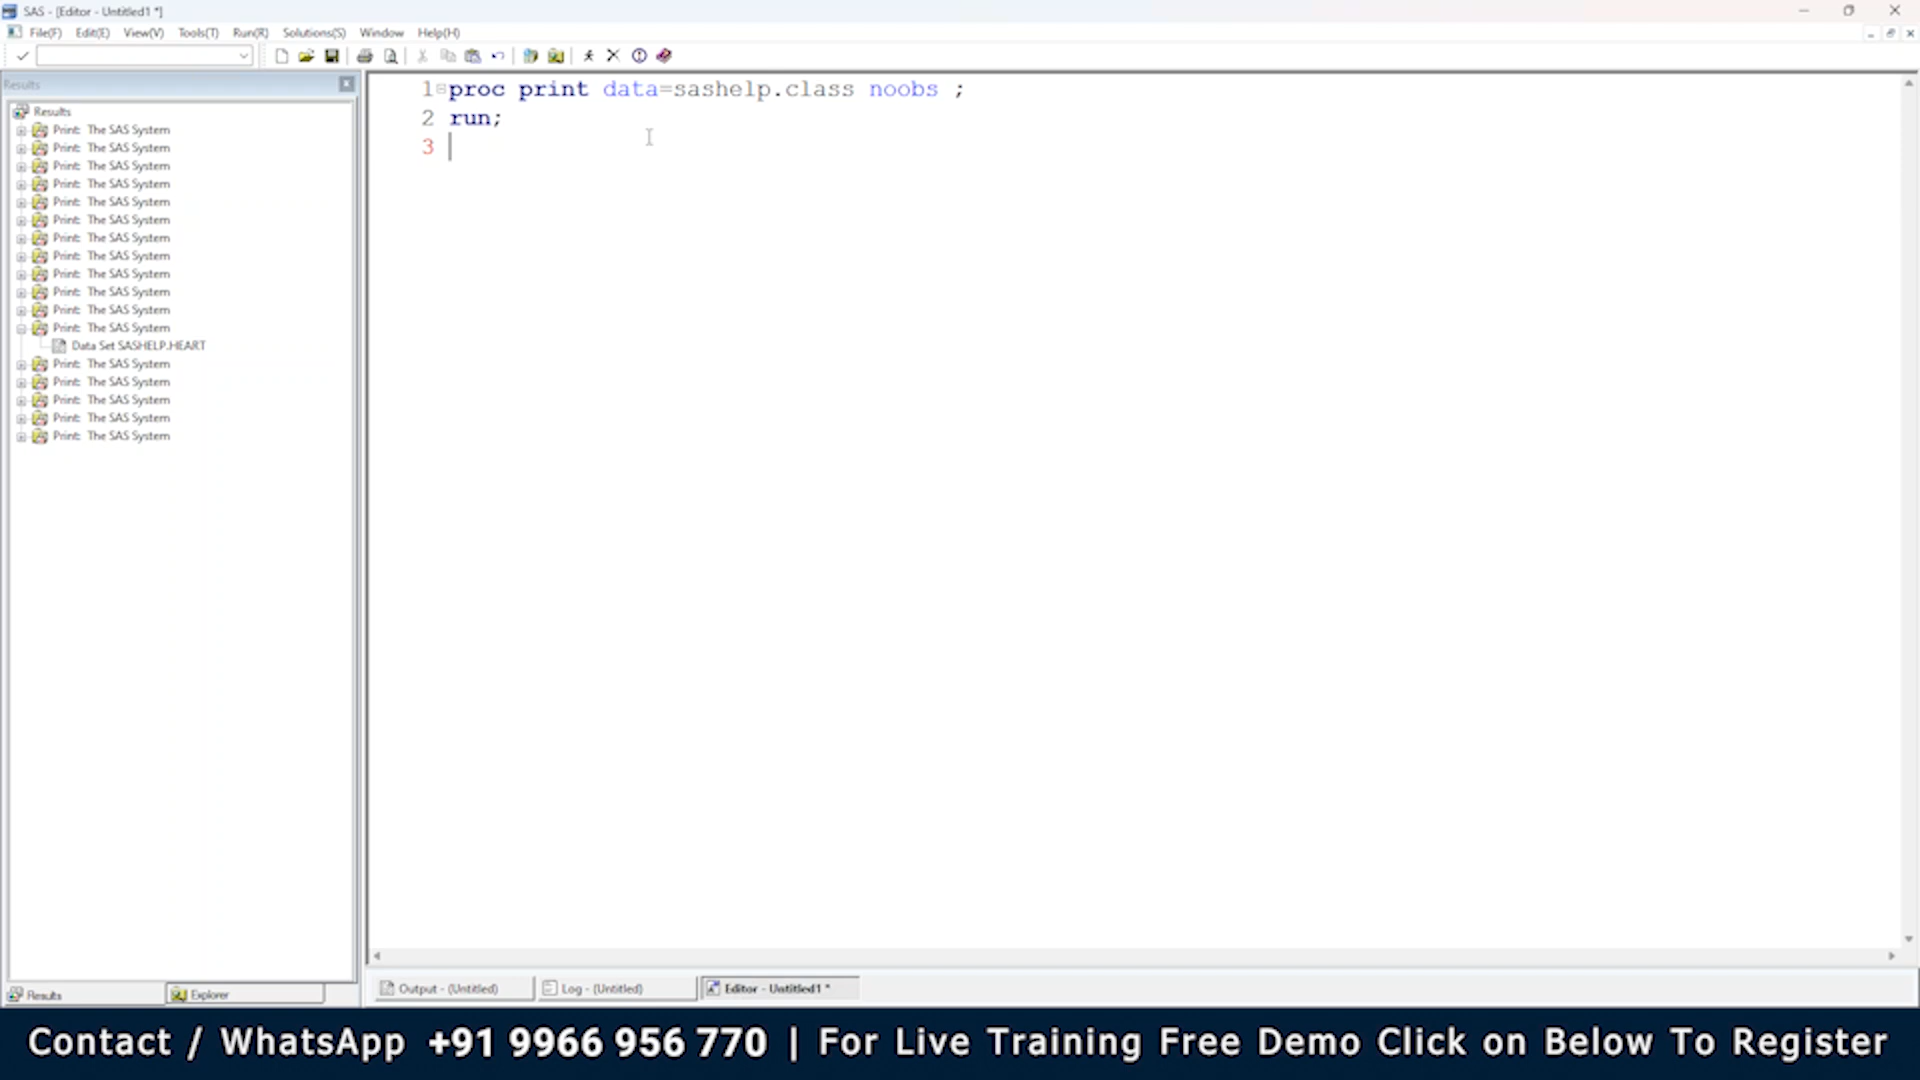 SAS - [Editor - Untitled1 *]
File(F) Edit(E) View(V) Tools(T) Run(R) Solutions(S) Window Help(H)
Results
Results
Print: The SAS System
Print: The SAS System
Print: The SAS System
Print: The SAS System
Print: The SAS System
Print: The SAS System
Print: The SAS System
Print: The SAS System
Print: The SAS System
Print: The SAS System
Print: The SAS System
Print: The SAS System
Data Set SASHELP.HEART
Print: The SAS System
Print: The SAS System
Print: The SAS System
Print: The SAS System
Print: The SAS System
1 proc print data=sashelp.class noobs ;
2 run;
3
Results Explorer
Output - (Untitled) Log - (Untitled) Editor - Untitled1 *
Contact / WhatsApp +91 9966 956 770 | For Live Training Free Demo Click on Below To Register